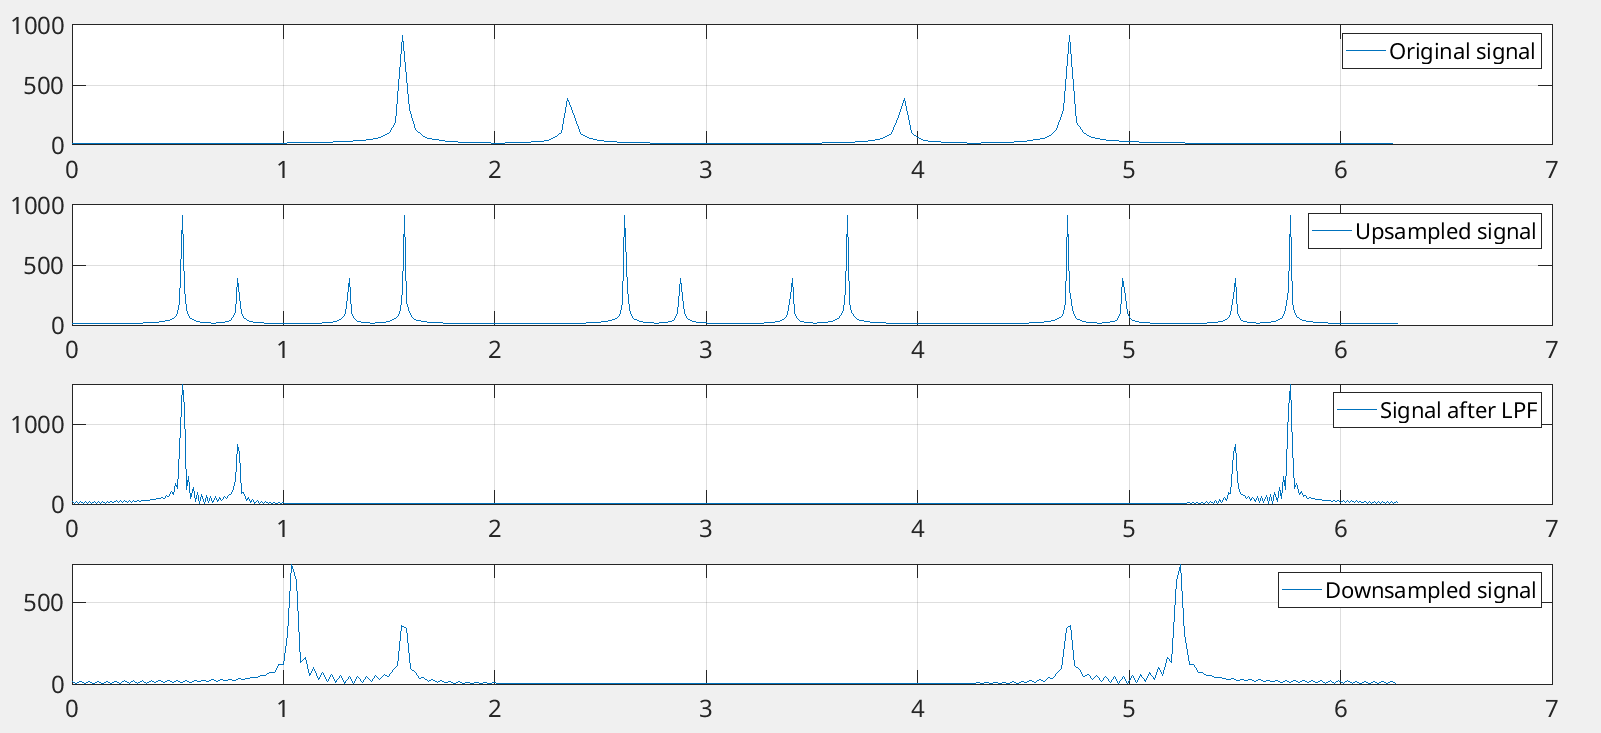 1000
Original signal
500
0
0 1 2 3 4 5 6 7
1000
Upsampled signal
500
0
0 1 2 3 4 5 6 7
Signal after LPF
1000
0
0 1 2 3 4 5 6 7
Downsampled signal
500
0
0 1 2 3 4 5 6 7